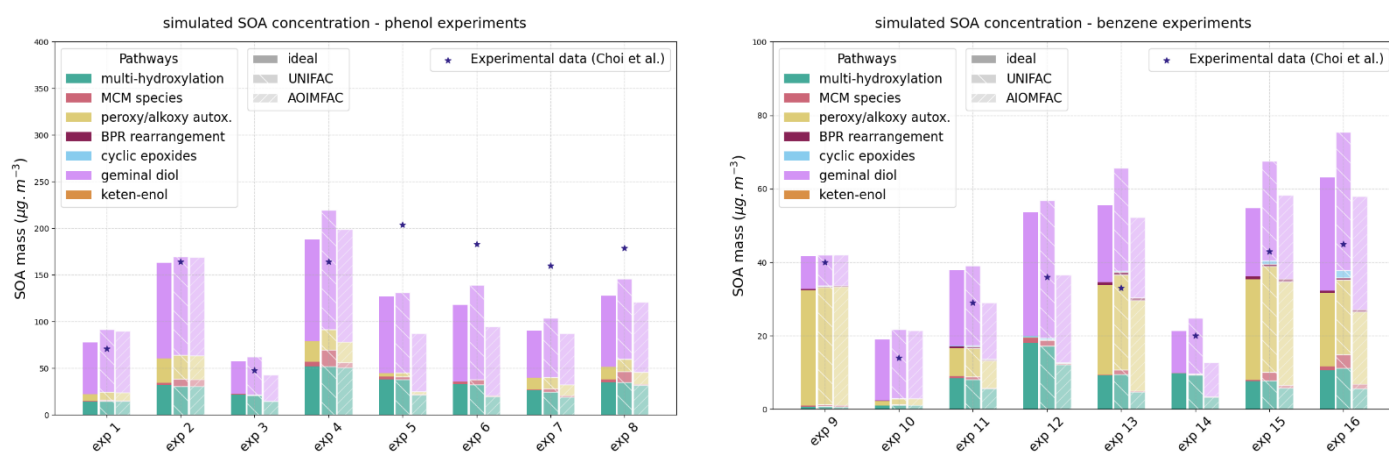 simulated SOA concentration - phenol experiments
SOA mass (μg. m⁻³)
400
350
300
250
200
150
100
50
0
Pathways
multi-hydroxylation
MCM species
peroxy/alkoxy autox.
BPR rearrangement
cyclic epoxides
geminal diol
keten-enol
ideal
UNIFAC
AOIMFAC
Experimental data (Choi et al.)
exp 1
exp 2
exp 3
exp 4
exp 5
exp 6
exp 7
exp 8
simulated SOA concentration - benzene experiments
SOA mass (μg. m⁻³)
100
80
60
40
20
0
Pathways
multi-hydroxylation
MCM species
peroxy/alkoxy autox.
BPR rearrangement
cyclic epoxides
geminal diol
keten-enol
ideal
UNIFAC
AIOMFAC
Experimental data (Choi et al.)
exp 9
exp 10
exp 11
exp 12
exp 13
exp 14
exp 15
exp 16